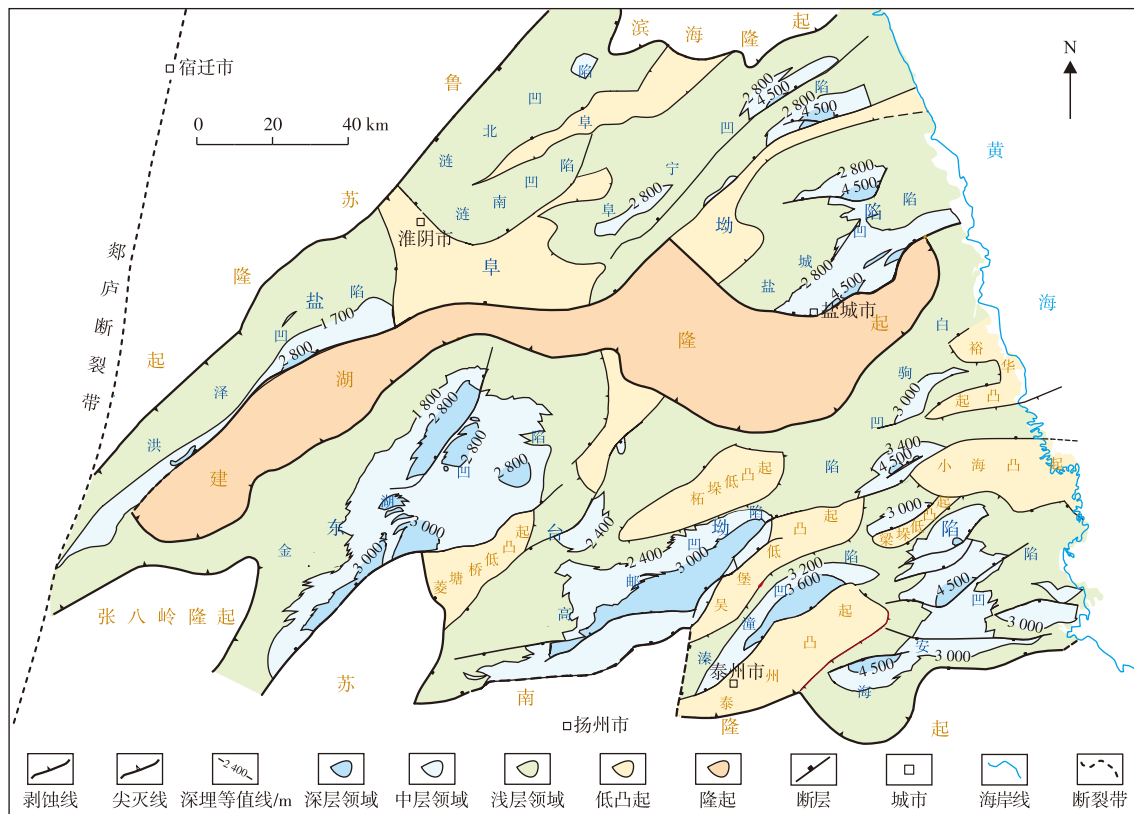 滨海隆起
宿迁市
N
0 20 40 km
鲁苏隆起
郯庐断裂带
黄海
涟北凹陷
涟南凹陷
阜
阜宁凹陷
2 800
4 500
2 800
4 500
2 800
淮阴市
阜
坳
陷
盐城凹陷
2 800
4 500
2 800
4 500
盐城市
盐
洪泽凹陷
1 700
2 800
建湖隆起
白驹凹陷
3 000
3 400
4 500
裕华凸起
小海凸起
1 800
2 800
2 800
2 800
金湖凹陷
3 000
3 000
东台坳陷
柘垛低凸起
菱塘桥低凸起
2 400
2 400
3 000
高邮凹陷
吴堡低凸起
3 200
3 600
溱潼凹陷
泰州凸起
泰州市
3 000
梁垛低凸起
4 500
3 000
4 500
3 000
海安凹陷
张八岭隆起
苏南隆起
扬州市
2 400
剥蚀线 尖灭线 深埋等值线/m 深层领域 中层领域 浅层领域 低凸起 隆起 断层 城市 海岸线 断裂带